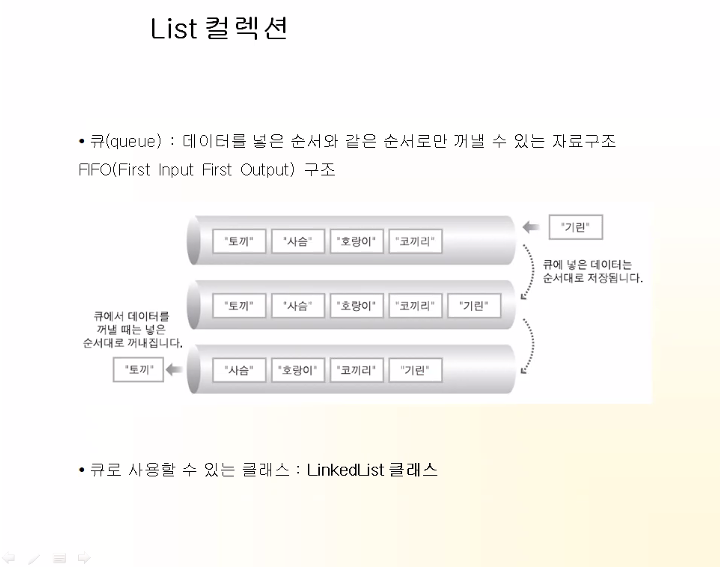 List 컬렉션
• 큐(queue) : 데이터를 넣은 순서와 같은 순서로만 꺼낼 수 있는 자료구조
FIFO(First Input First Output) 구조
"토끼" "사슴" "호랑이" "코끼리" "기린"
큐에 넣은 데이터는
순서대로 저장됩니다.
"토끼" "사슴" "호랑이" "코끼리" "기린"
큐에서 데이터를
꺼낼 때는 넣은
순서대로 꺼내집니다.
"토끼" "사슴" "호랑이" "코끼리" "기린"
• 큐로 사용할 수 있는 클래스 : LinkedList 클래스